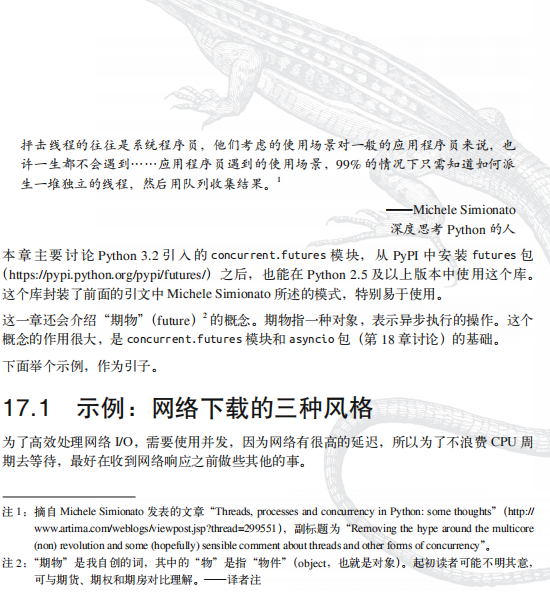 抨击线程的往往是系统程序员，他们考虑的使用场景对一般的应用程序员来说，也
许一生都不会遇到……应用程序员遇到的使用场景，99% 的情况下只需知道如何派
生一堆独立的线程，然后用队列收集结果。1
——Michele Simionato
深度思考 Python 的人
本章主要讨论 Python 3.2 引入的 concurrent.futures 模块，从 PyPI 中安装 futures 包
（https://pypi.python.org/pypi/futures/）之后，也能在 Python 2.5 及以上版本中使用这个库。
这个库封装了前面的引文中 Michele Simionato 所述的模式，特别易于使用。
这一章还会介绍“期物”（future）2 的概念。期物指一种对象，表示异步执行的操作。这个
概念的作用很大，是 concurrent.futures 模块和 asyncio 包（第 18 章讨论）的基础。
下面举个示例，作为引子。
17.1 示例：网络下载的三种风格
为了高效处理网络 I/O，需要使用并发，因为网络有很高的延迟，所以为了不浪费 CPU 周
期去等待，最好在收到网络响应之前做些其他的事。
注 1：摘自 Michele Simionato 发表的文章“Threads, processes and concurrency in Python: some thoughts”（http://
www.artima.com/weblogs/viewpost.jsp?thread=299551），副标题为“Removing the hype around the multicore
(non) revolution and some (hopefully) sensible comment about threads and other forms of concurrency”。
注 2：“期物”是我自创的词，其中的“物”是指“物件”（object，也就是对象）。起初读者可能不明其意，
可与期货、期权和期房对比理解。——译者注